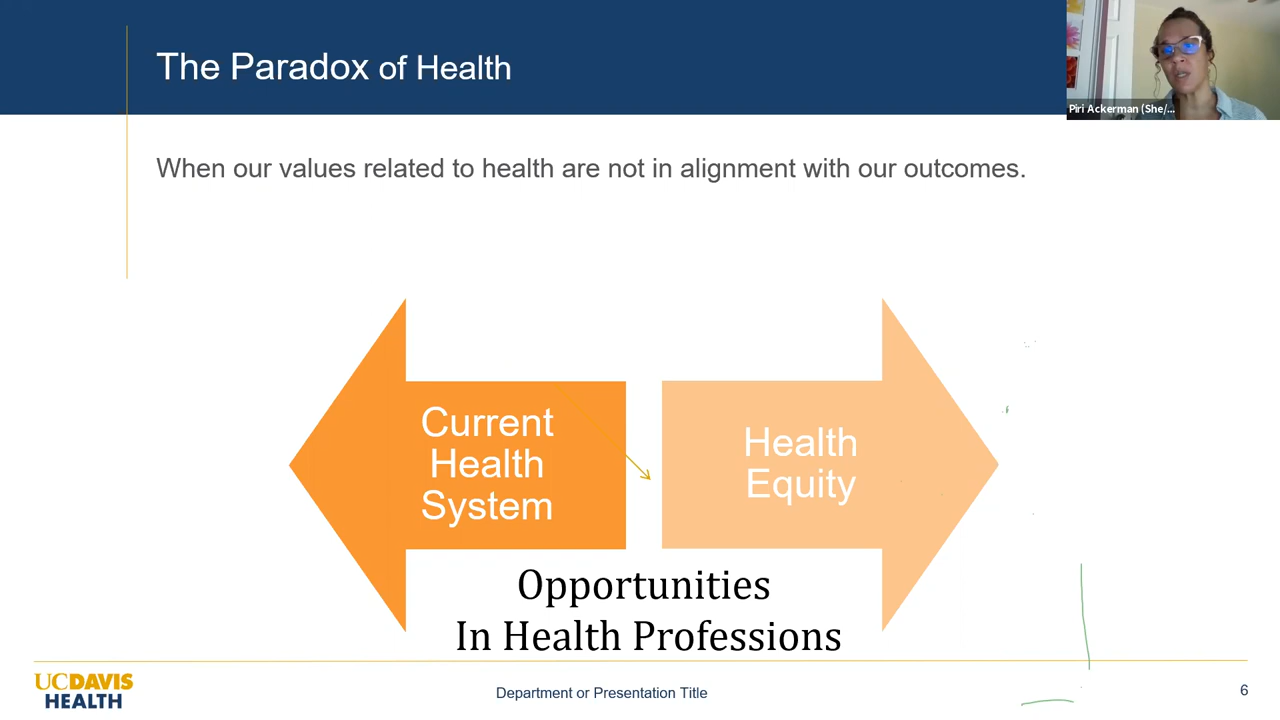 The Paradox of Health
Piri Ackerman (She/...
When our values related to health are not in alignment with our outcomes.
Current
Health
System
Health
Equity
Opportunities
In Health Professions
UCDAVIS
HEALTH
Department or Presentation Title
6